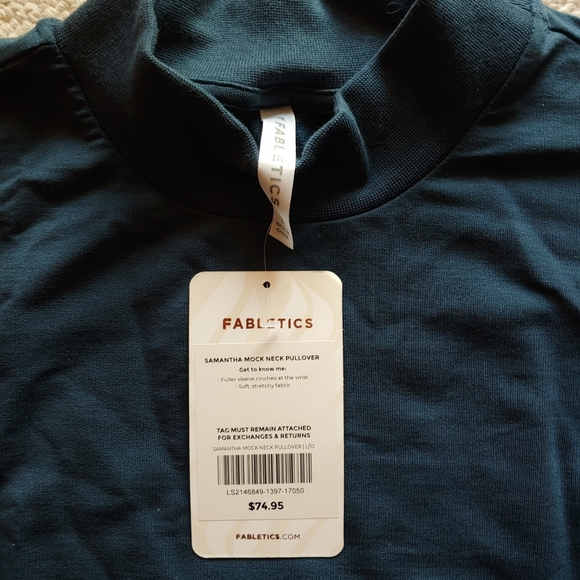 FABLETICS
FABLETICS
SAMANTHA MOCK NECK PULLOVER
Get to know me:
- Fuller sleeve cinches at the wrist
- Soft, stretchy fabric
TAG MUST REMAIN ATTACHED
FOR EXCHANGES & RETURNS
SAMANTHA MOCK NECK PULLOVER | L/10
LS2146849-1397-17050
$74.95
FABLETICS.COM